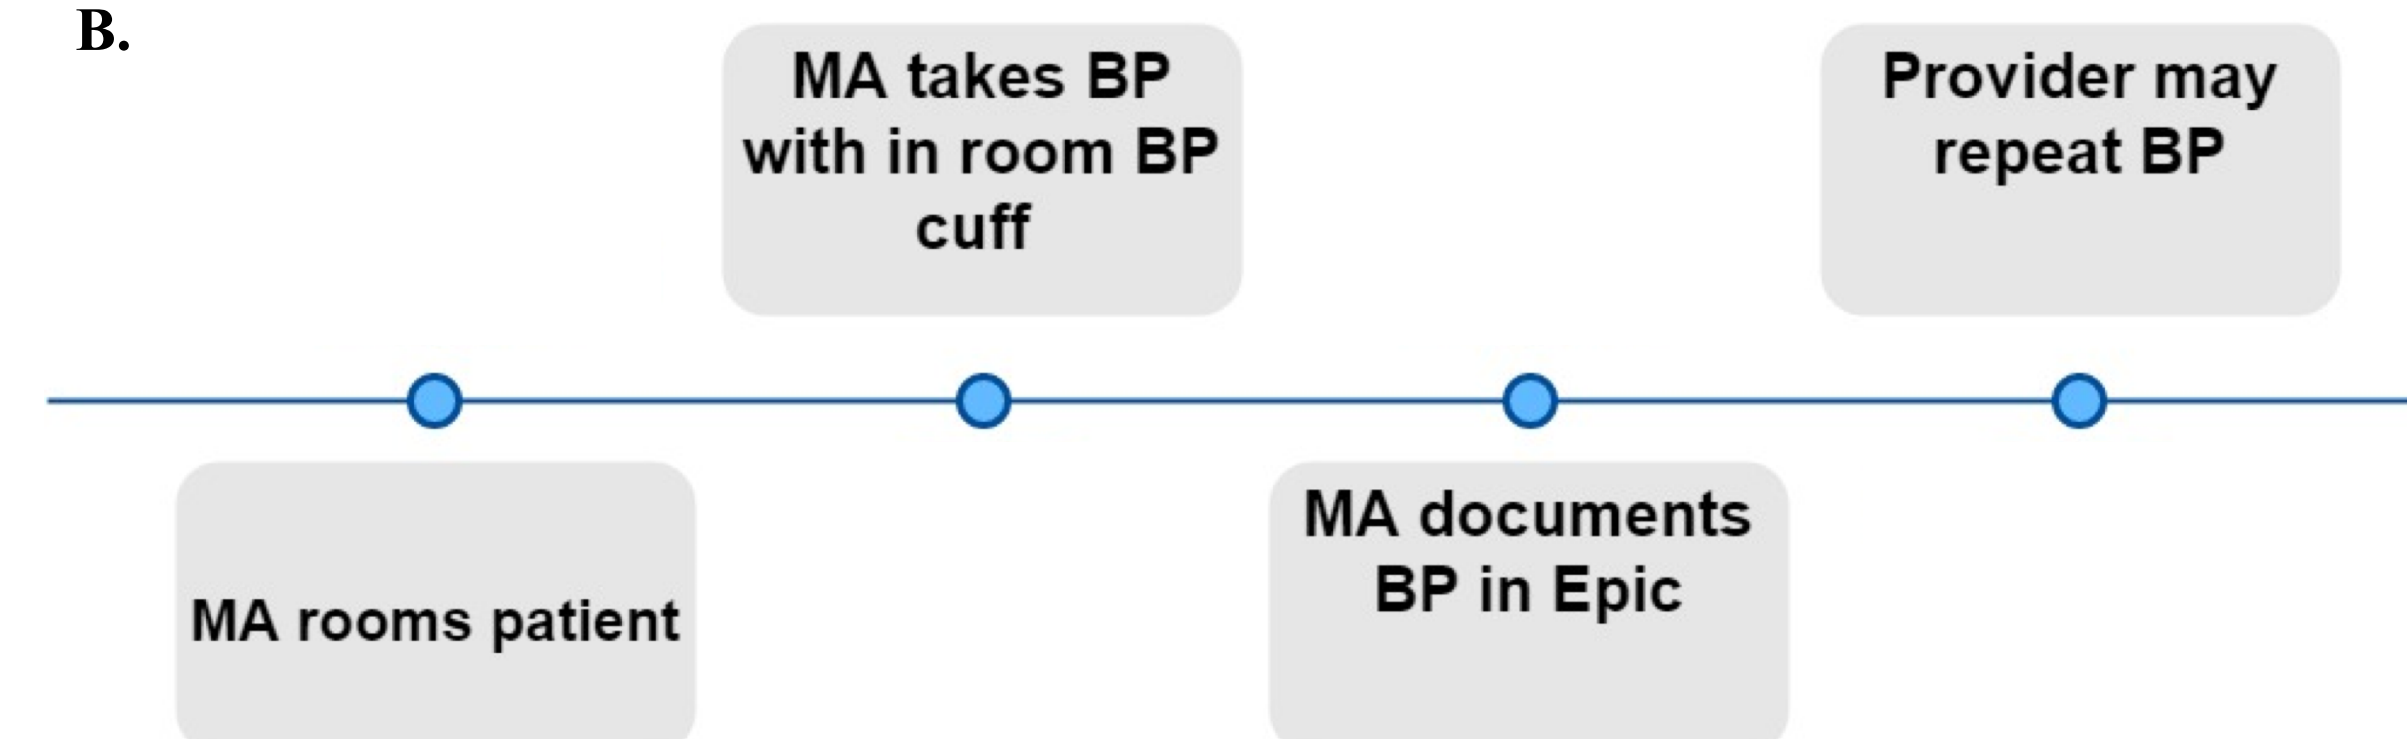 B.
MA rooms patient
MA takes BP
with in room BP
cuff
MA documents
BP in Epic
Provider may
repeat BP